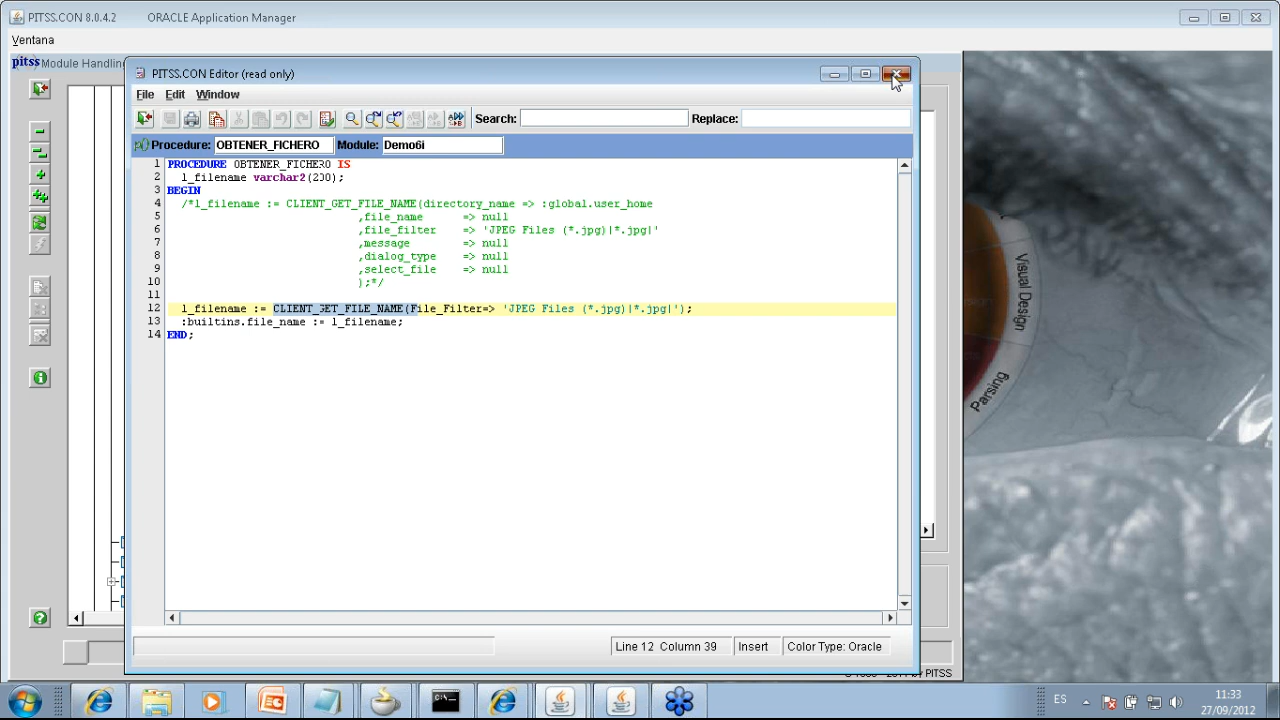 PITSS.CON 8.0.4.2 ORACLE Application Manager
Ventana
pitss Module Handlin
PITSS.CON Editor (read only)
File Edit Window
Search: Replace:
Procedure: OBTENER_FICHERO Module: Demo6i
1 PROCEDURE OBTENER_FICHERO IS
2 l_filename varchar2(200);
3 BEGIN
4 /*l_filename := CLIENT_GET_FILE_NAME(directory_name => :global.user_home
5 ,file_name => null
6 ,file_filter => 'JPEG Files (*.jpg)|*.jpg|'
7 ,message => null
8 ,dialog_type => null
9 ,select_file => null
10 );*/
11
12 l_filename := CLIENT_GET_FILE_NAME(File_Filter=> 'JPEG Files (*.jpg)|*.jpg|');
13 :builtins.file_name := l_filename;
14 END;
Visual Design
Parsing
Line 12 Column 39 Insert Color Type: Oracle
PITSS
ES
11:33
27/09/2012